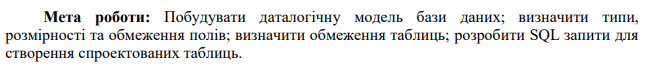 Мета роботи: Побудувати даталогічну модель бази даних; визначити типи,
розмірності та обмеження полів; визначити обмеження таблиць; розробити SQL запити для
створення спроектованих таблиць.